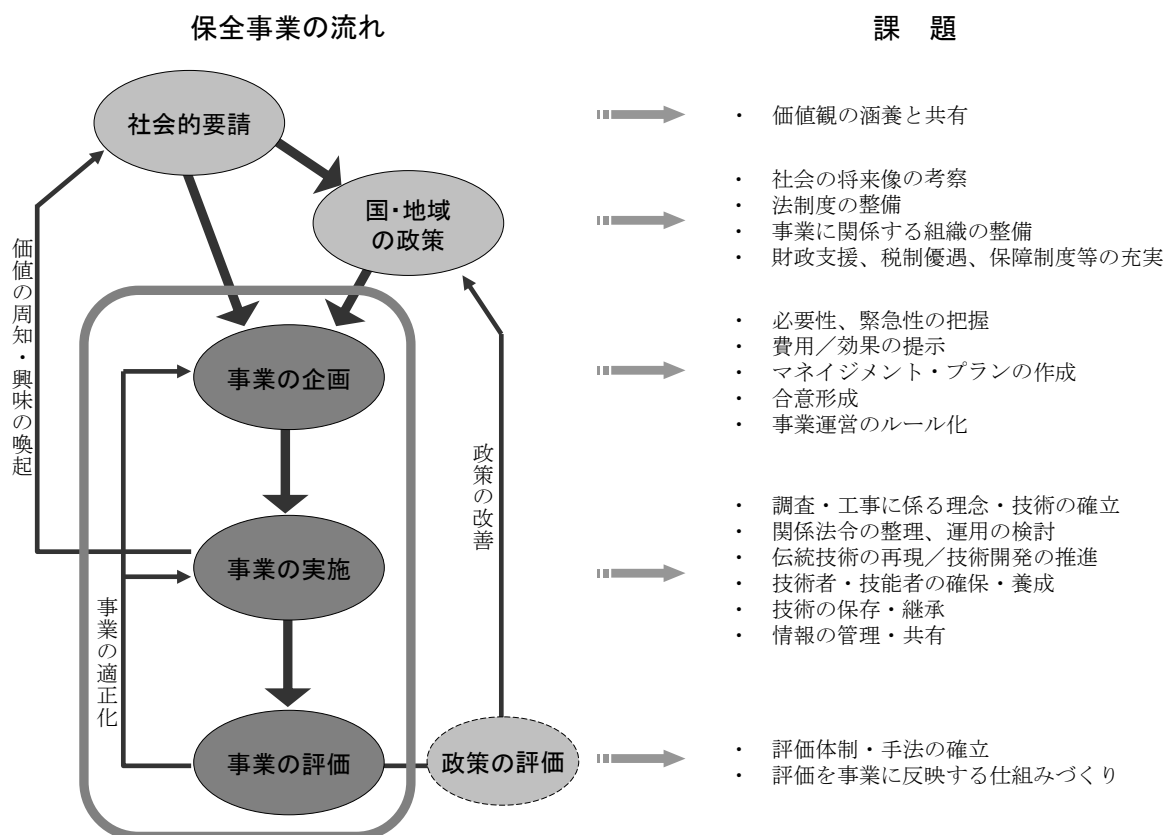 保全事業の流れ
課　題
社会的要請
国・地域
の政策
事業の企画
事業の実施
事業の評価
政策の評価
価値の周知・興味の喚起
事業の適正化
政策の改善
・　価値観の涵養と共有
・　社会の将来像の考察
・　法制度の整備
・　事業に関係する組織の整備
・　財政支援、税制優遇、保障制度等の充実
・　必要性、緊急性の把握
・　費用／効果の提示
・　マネイジメント・プランの作成
・　合意形成
・　事業運営のルール化
・　調査・工事に係る理念・技術の確立
・　関係法令の整理、運用の検討
・　伝統技術の再現／技術開発の推進
・　技術者・技能者の確保・養成
・　技術の保存・継承
・　情報の管理・共有
・　評価体制・手法の確立
・　評価を事業に反映する仕組みづくり